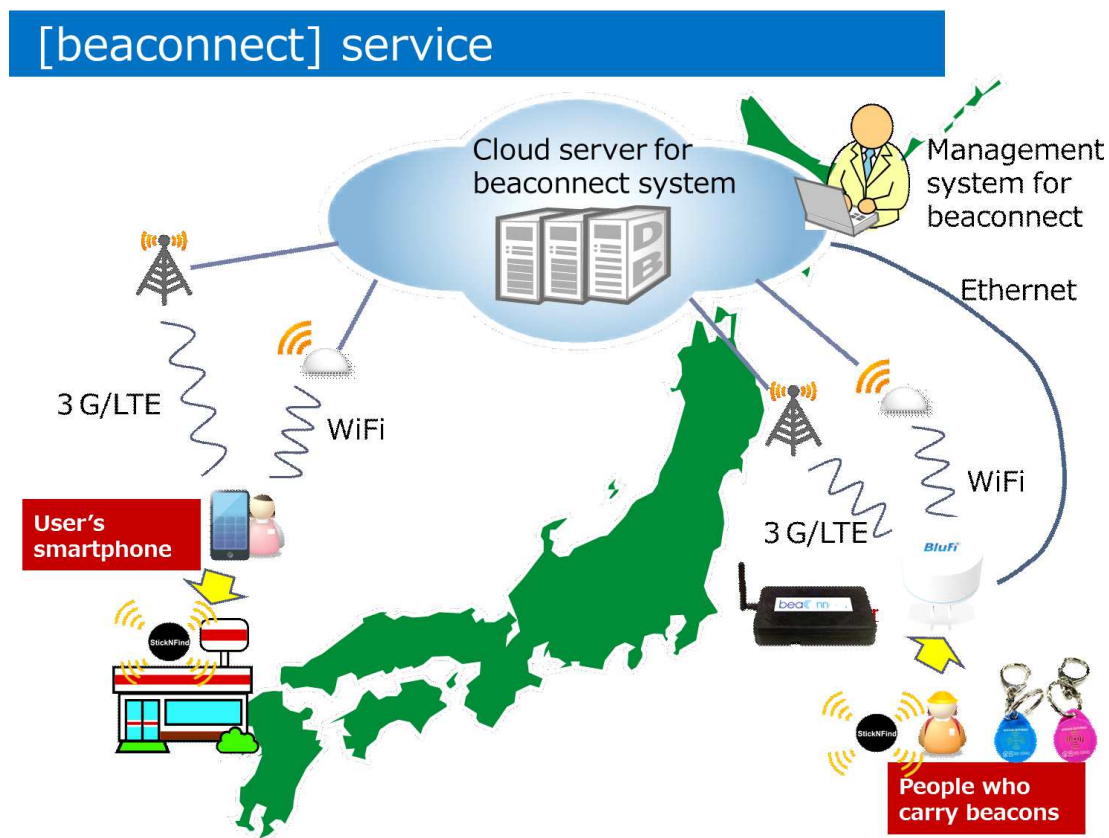 [beaconnect] service
Cloud server for
beaconnect system
DB
Management
system for
beaconnect
Ethernet
3G/LTE
WiFi
WiFi
3G/LTE
User's
smartphone
BluFi
StickNFind
StickNFind
People who
carry beacons